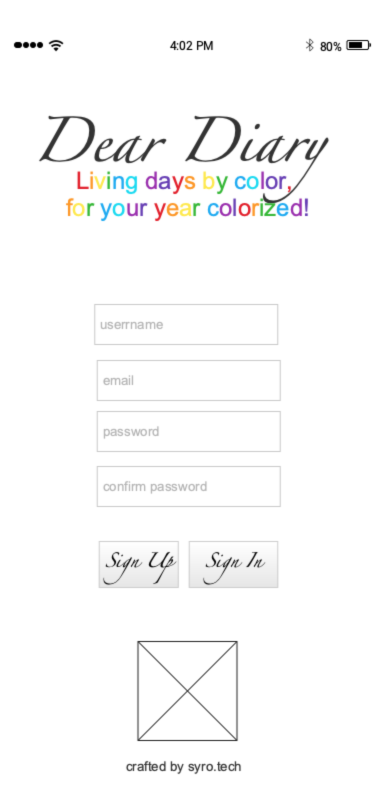 4:02 PM
80%
Dear Diary
Living days by color,
for your year colorized!
userrname
email
password
confirm password
Sign Up
Sign In
crafted by syro.tech